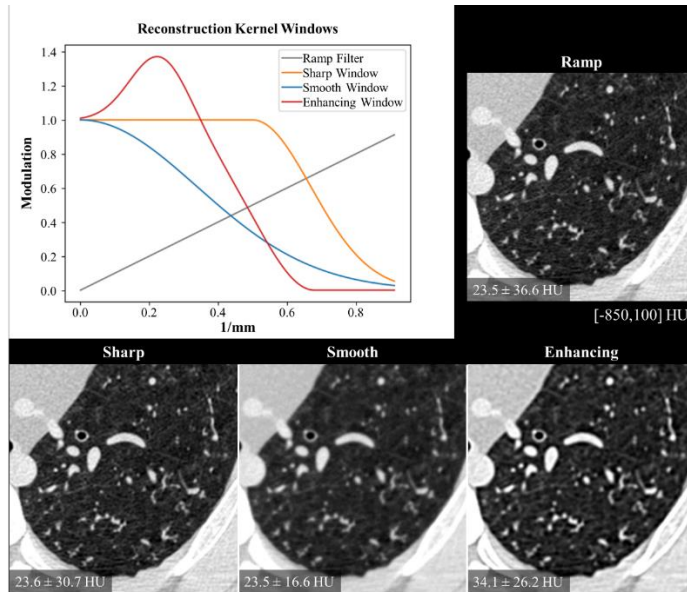 Reconstruction Kernel Windows
Ramp Filter
Sharp Window
Smooth Window
Enhancing Window
Modulation
1.4
1.2
1.0
0.8
0.6
0.4
0.2
0.0
0.0 0.2 0.4 0.6 0.8
1/mm
Ramp
23.5 ± 36.6 HU
[-850,100] HU
Sharp
23.6 ± 30.7 HU
Smooth
23.5 ± 16.6 HU
Enhancing
34.1 ± 26.2 HU